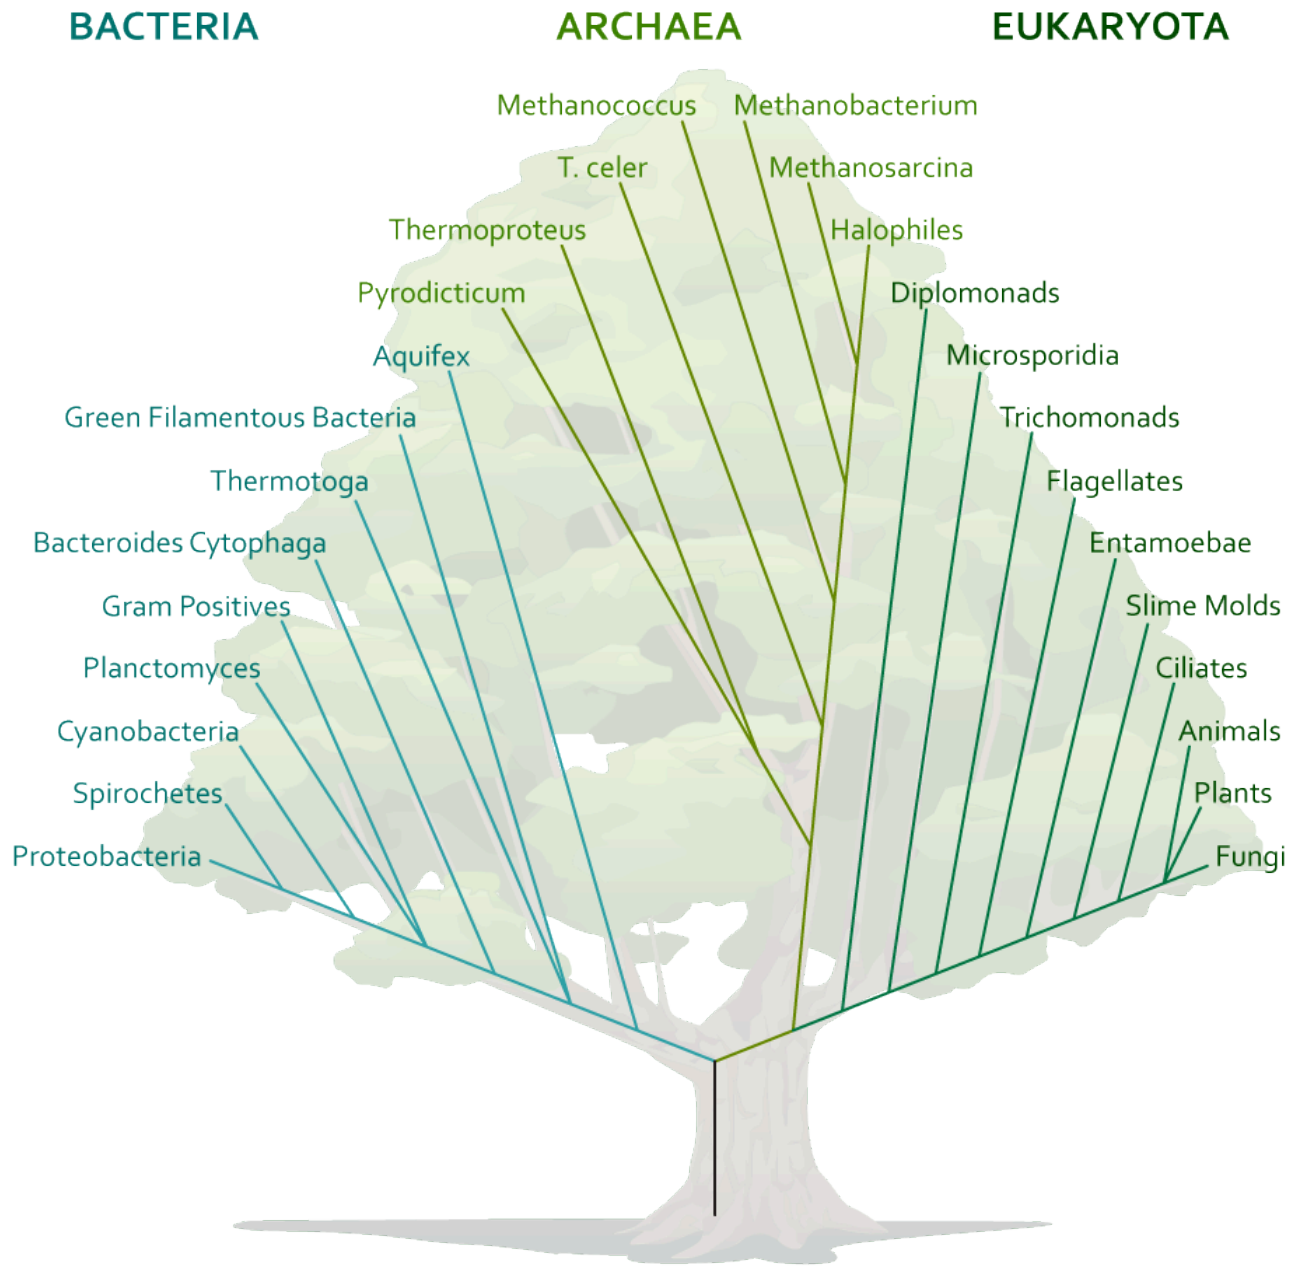 BACTERIA
ARCHAEA
EUKARYOTA
Methanococcus
Methanobacterium
T. celer
Methanosarcina
Thermoproteus
Halophiles
Pyrodicticum
Diplomonads
Aquifex
Microsporidia
Green Filamentous Bacteria
Trichomonads
Thermotoga
Flagellates
Bacteroides Cytophaga
Entamoebae
Gram Positives
Slime Molds
Planctomyces
Ciliates
Cyanobacteria
Animals
Spirochetes
Plants
Proteobacteria
Fungi